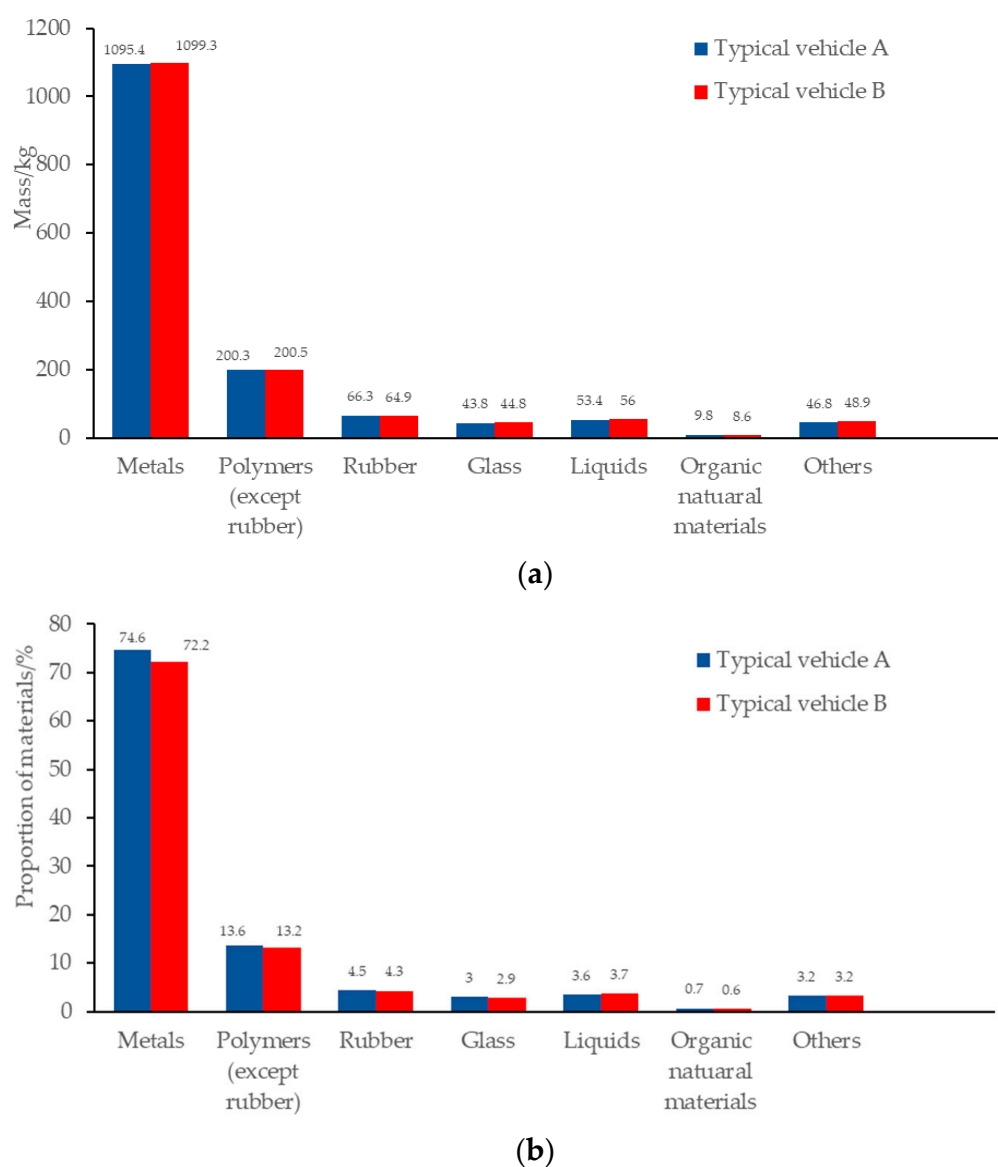 1200
1095.4
1099.3
Typical vehicle A
Typical vehicle B
1000
800
600
400
200
0
Mass/kg
200.3
200.5
66.3
64.9
43.8
44.8
53.4
56
9.8
8.6
46.8
48.9
Metals
Polymers
(except
rubber)
Rubber
Glass
Liquids
Organic
natuaral
materials
Others
(a)
80
74.6
72.2
Typical vehicle A
Typical vehicle B
70
60
50
40
30
20
10
0
Proportion of materials/%
13.6
13.2
4.5
4.3
3
2.9
3.6
3.7
0.7
0.6
3.2
3.2
Metals
Polymers
(except
rubber)
Rubber
Glass
Liquids
Organic
natuaral
materials
Others
(b)